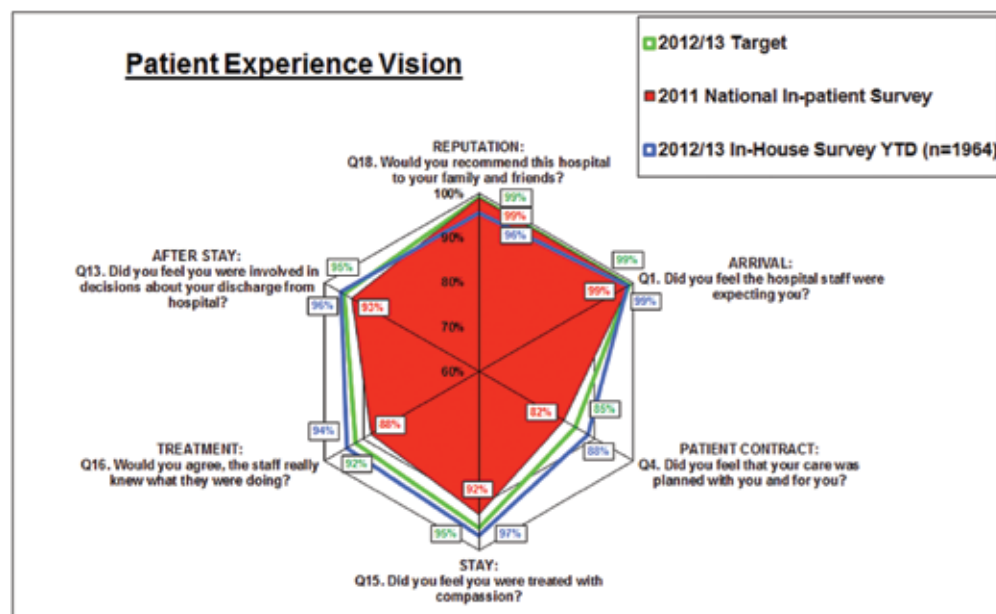 Patient Experience Vision
2012/13 Target
2011 National In-patient Survey
2012/13 In-House Survey YTD (n=1964)
REPUTATION:
Q18. Would you recommend this hospital
to your family and friends?
100%
90%
80%
70%
60%
99%
99%
96%
ARRIVAL:
Q1. Did you feel the hospital staff were
expecting you?
99%
99%
99%
PATIENT CONTRACT:
Q4. Did you feel that your care was
planned with you and for you?
82%
85%
88%
STAY:
Q15. Did you feel you were treated with
compassion?
92%
95%
97%
TREATMENT:
Q16. Would you agree, the staff really
knew what they were doing?
94%
88%
92%
AFTER STAY:
Q13. Did you feel you were involved in
decisions about your discharge from
hospital?
95%
96%
93%